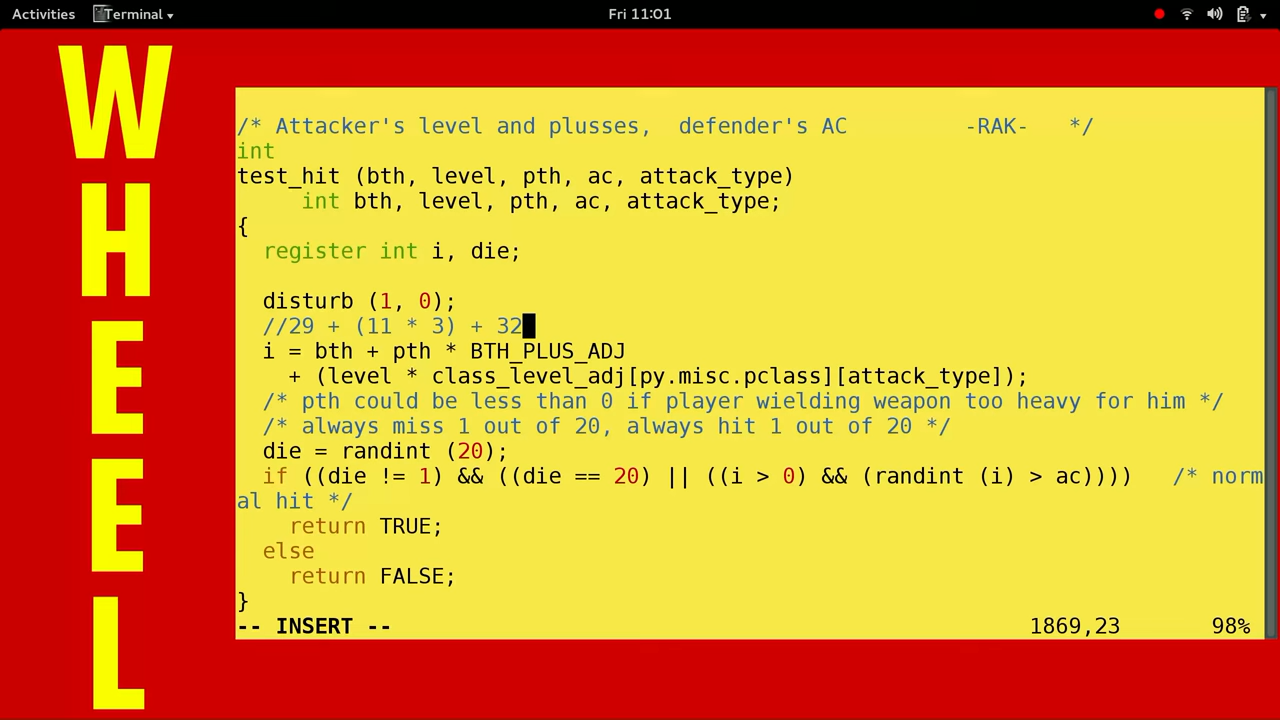 Activities Terminal Fri 11:01
WHEEL
/* Attacker's level and plusses,  defender's AC         -RAK-   */
int
test_hit (bth, level, pth, ac, attack_type)
     int bth, level, pth, ac, attack_type;
{
  register int i, die;
  disturb (1, 0);
  //29 + (11 * 3) + 32
  i = bth + pth * BTH_PLUS_ADJ
    + (level * class_level_adj[py.misc.pclass][attack_type]);
  /* pth could be less than 0 if player wielding weapon too heavy for him */
  /* always miss 1 out of 20, always hit 1 out of 20 */
  die = randint (20);
  if ((die != 1) && ((die == 20) || ((i > 0) && (randint (i) > ac))))   /* norm
al hit */
    return TRUE;
  else
    return FALSE;
}
-- INSERT --                                                 1869,23       98%